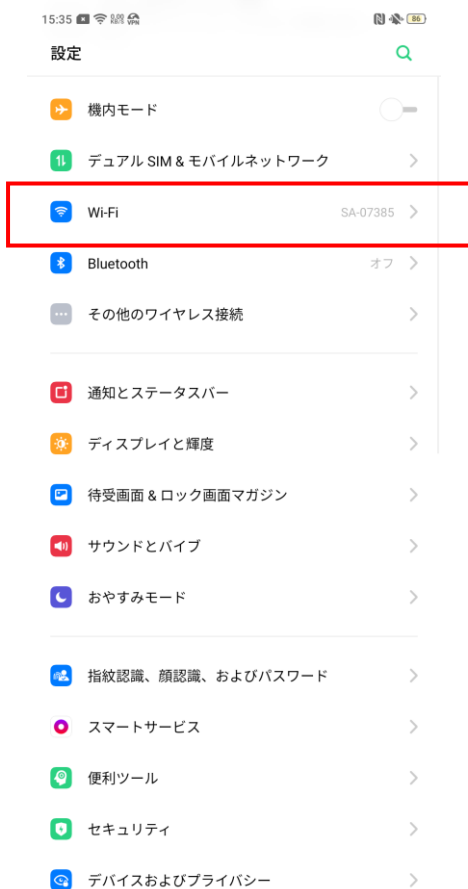 15:35 0.00 KB/S VPN 86
設定
機内モード
デュアル SIM & モバイルネットワーク
Wi-Fi SA-07385
Bluetooth オフ
その他のワイヤレス接続
通知とステータスバー
ディスプレイと輝度
待受画面 & ロック画面マガジン
サウンドとバイブ
おやすみモード
指紋認識、顔認識、およびパスワード
スマートサービス
便利ツール
セキュリティ
デバイスおよびプライバシー